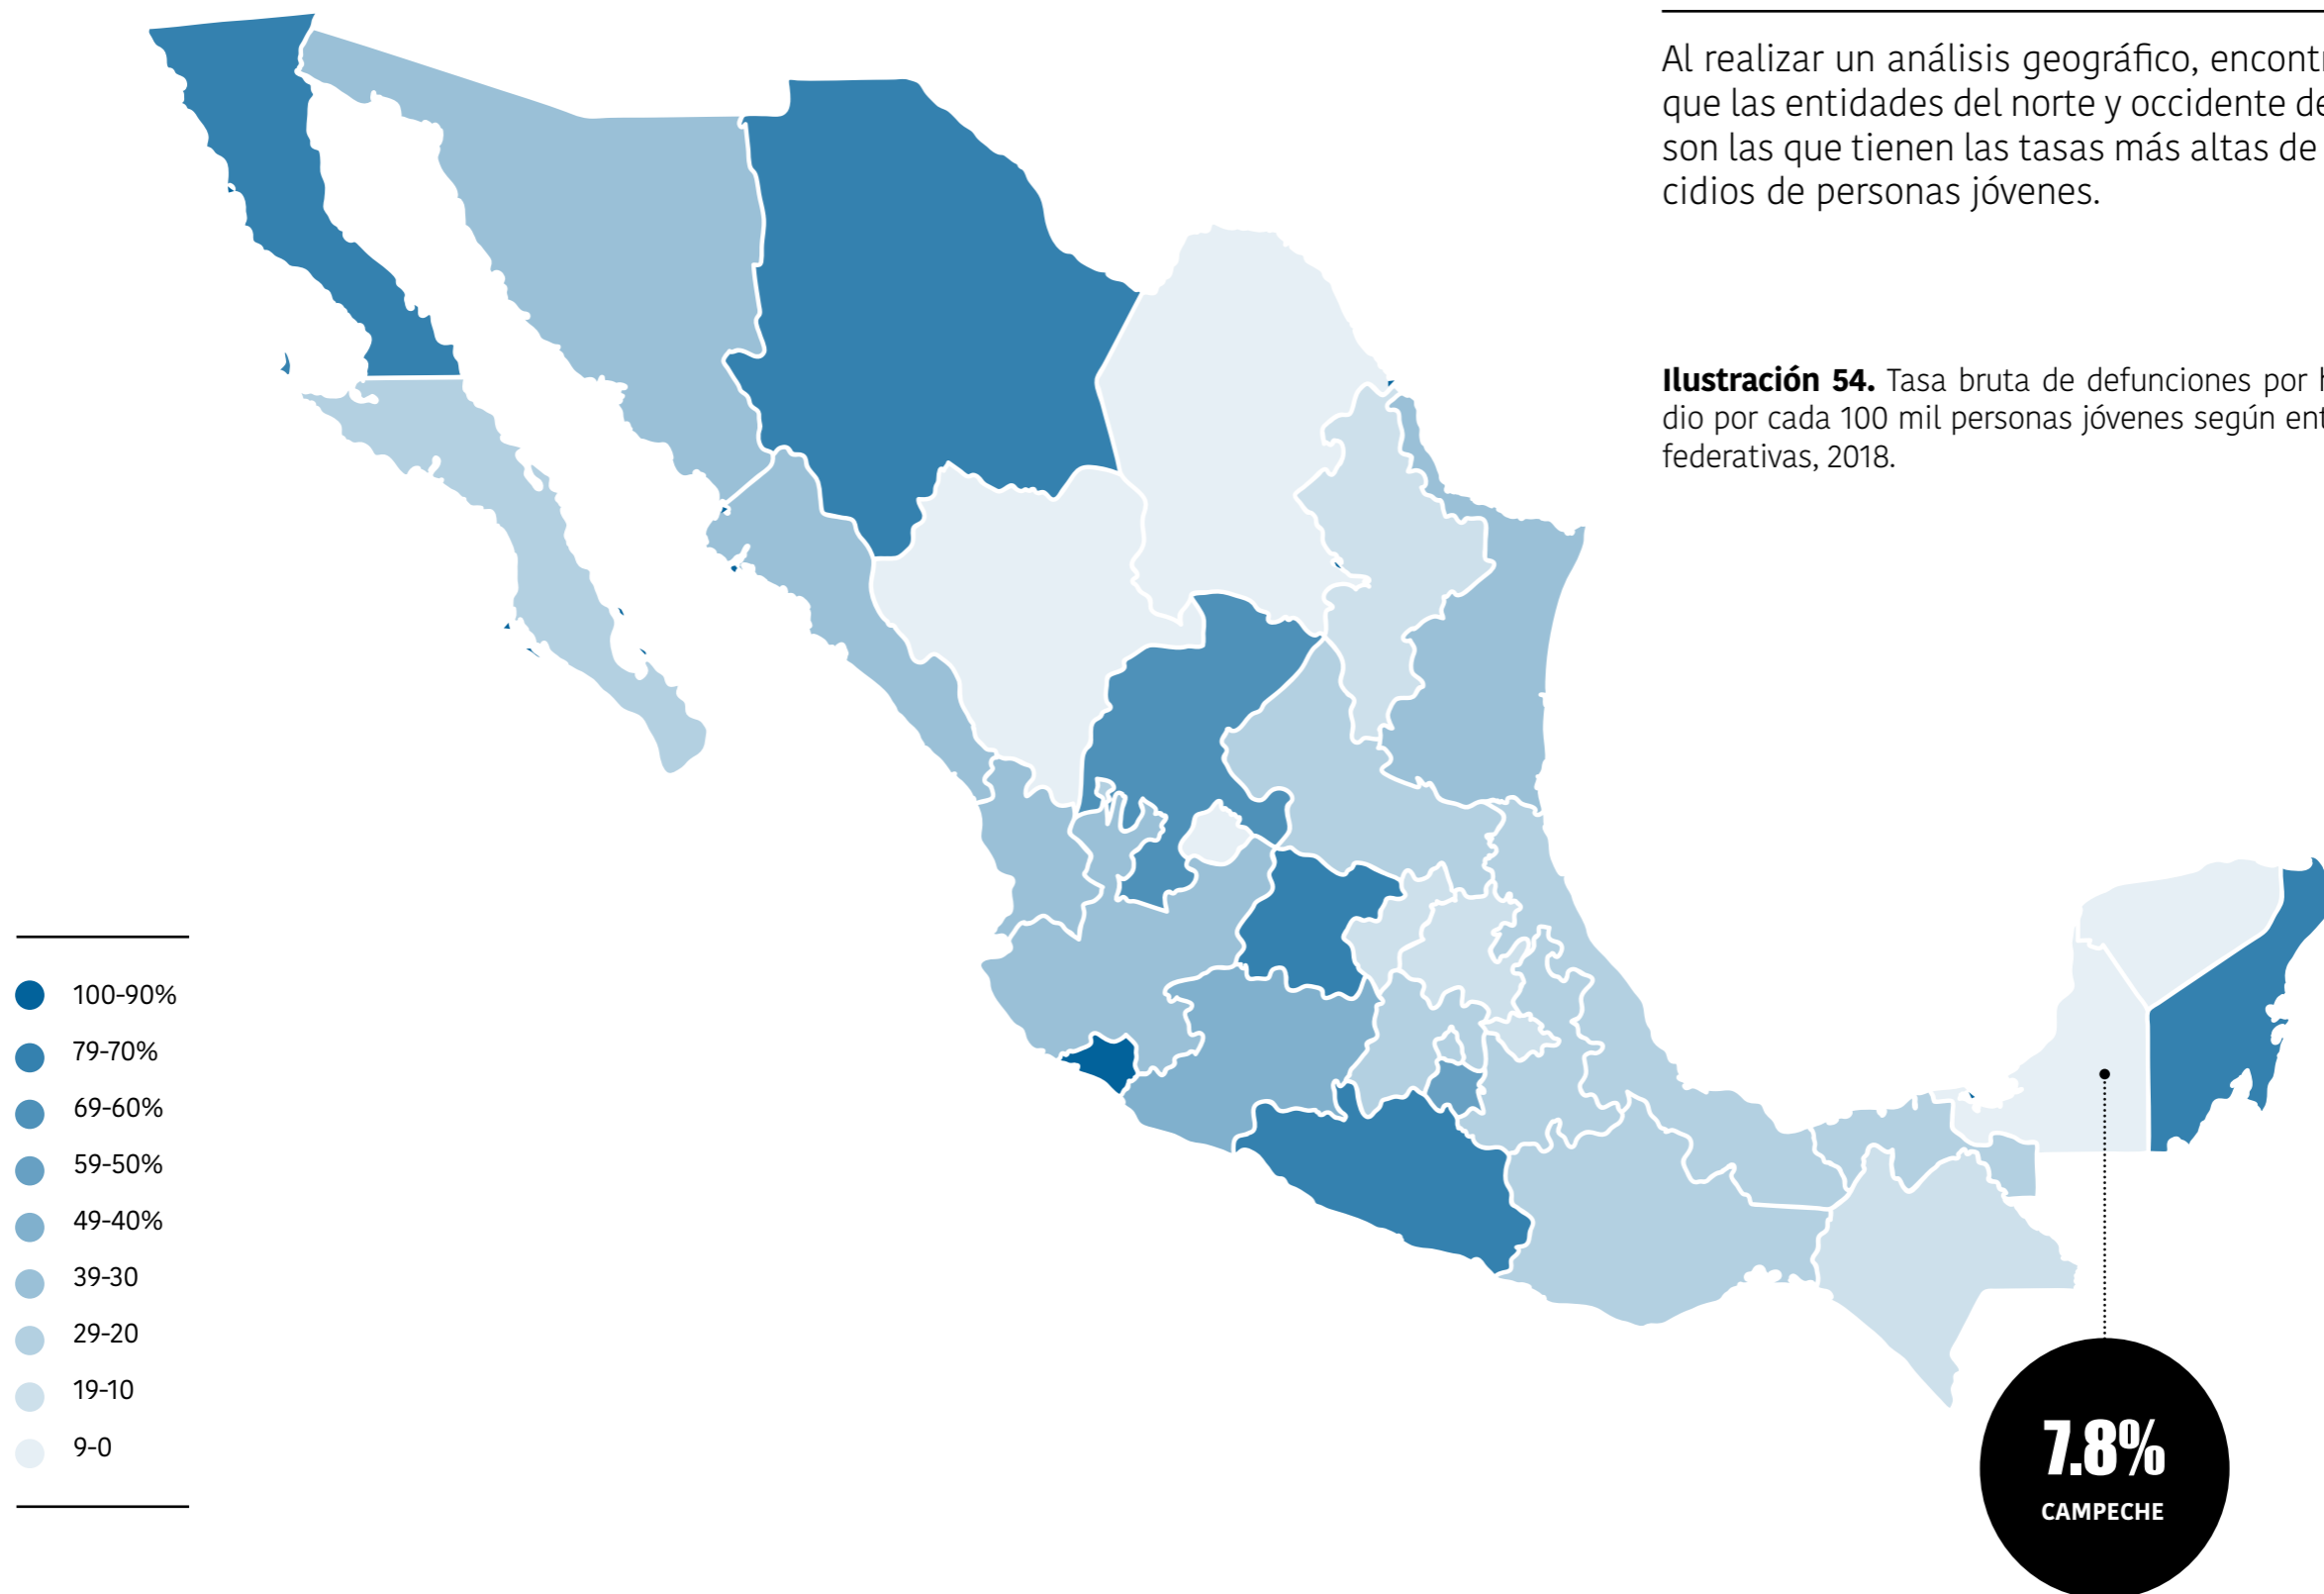 Al realizar un análisis geográfico,
que las entidades del norte y occidente
son las que tienen las tasas más altas de
cidios de personas jóvenes.
Ilustración 54. Tasa bruta de defunciones por
dio por cada 100 mil personas jóvenes según
federativas, 2018.
100-90%
79-70%
69-60%
59-50%
49-40%
39-30
29-20
19-10
9-0
7.8%
CAMPECHE